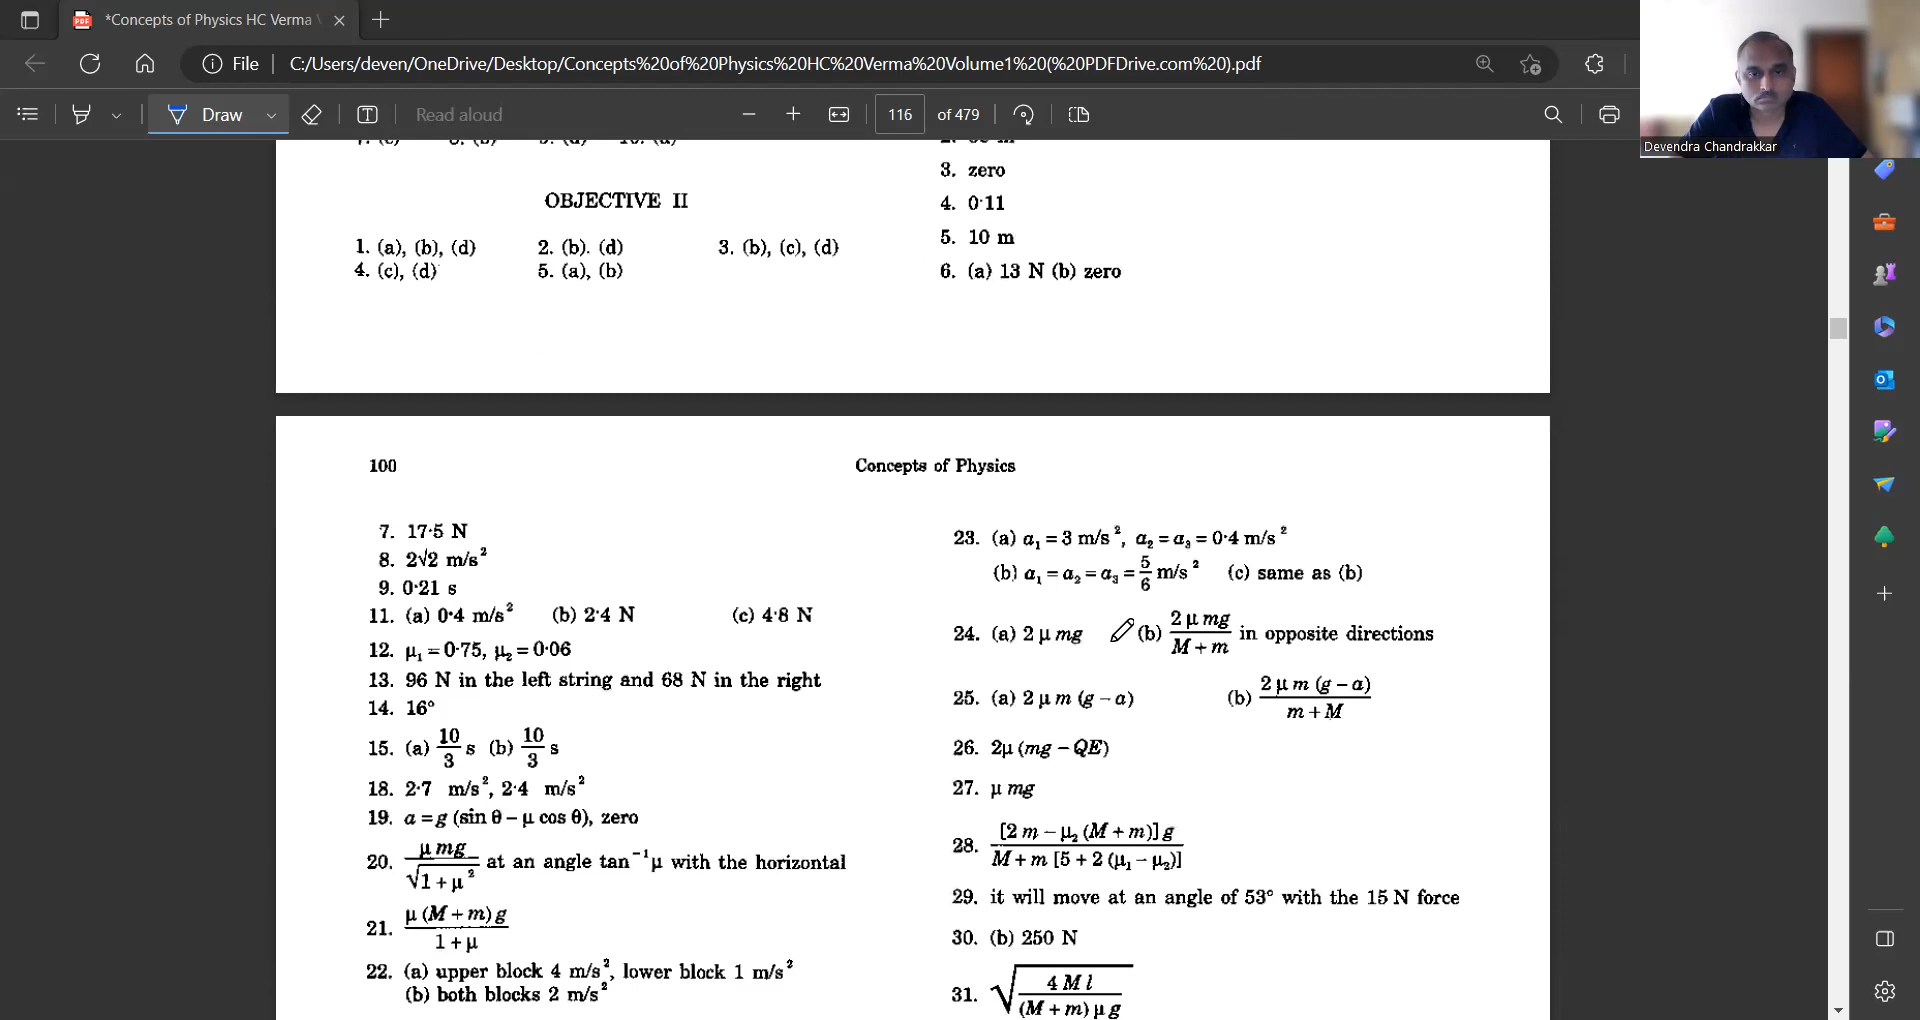 *Concepts of Physics HC Verma
File
C:/Users/deven/OneDrive/Desktop/Concepts%20of%20Physics%20HC%20Verma%20Volume1%20(%20PDFDrive.com%20).pdf
Draw
Read aloud
116 of 479
Devendra Chandrakkar
OBJECTIVE II
1. (a), (b), (d) 2. (b). (d) 3. (b), (c), (d)
4. (c), (d) 5. (a), (b)
3. zero
4. 0·11
5. 10 m
6. (a) 13 N (b) zero
100 Concepts of Physics
7. 17·5 N
8. 2√2 m/s²
9. 0·21 s
11. (a) 0·4 m/s² (b) 2·4 N (c) 4·8 N
12. μ₁ = 0·75, μ₂ = 0·06
13. 96 N in the left string and 68 N in the right
14. 16°
15. (a) 10/3 s (b) 10/3 s
18. 2·7 m/s², 2·4 m/s²
19. a = g (sin θ − μ cos θ), zero
20. μ mg / √1 + μ² at an angle tan⁻¹μ with the horizontal
21. μ (M + m) g / 1 + μ
22. (a) upper block 4 m/s², lower block 1 m/s²
(b) both blocks 2 m/s²
23. (a) a₁ = 3 m/s², a₂ = a₃ = 0·4 m/s²
(b) a₁ = a₂ = a₃ = 5/6 m/s² (c) same as (b)
24. (a) 2 μ mg (b) 2 μ mg / M + m in opposite directions
25. (a) 2 μ m (g − a) (b) 2 μ m (g − a) / m + M
26. 2μ (mg − QE)
27. μ mg
28. [2 m − μ₂ (M + m)] g / M + m [5 + 2 (μ₁ − μ₂)]
29. it will move at an angle of 53° with the 15 N force
30. (b) 250 N
31. √ 4 M l / (M + m) μ g